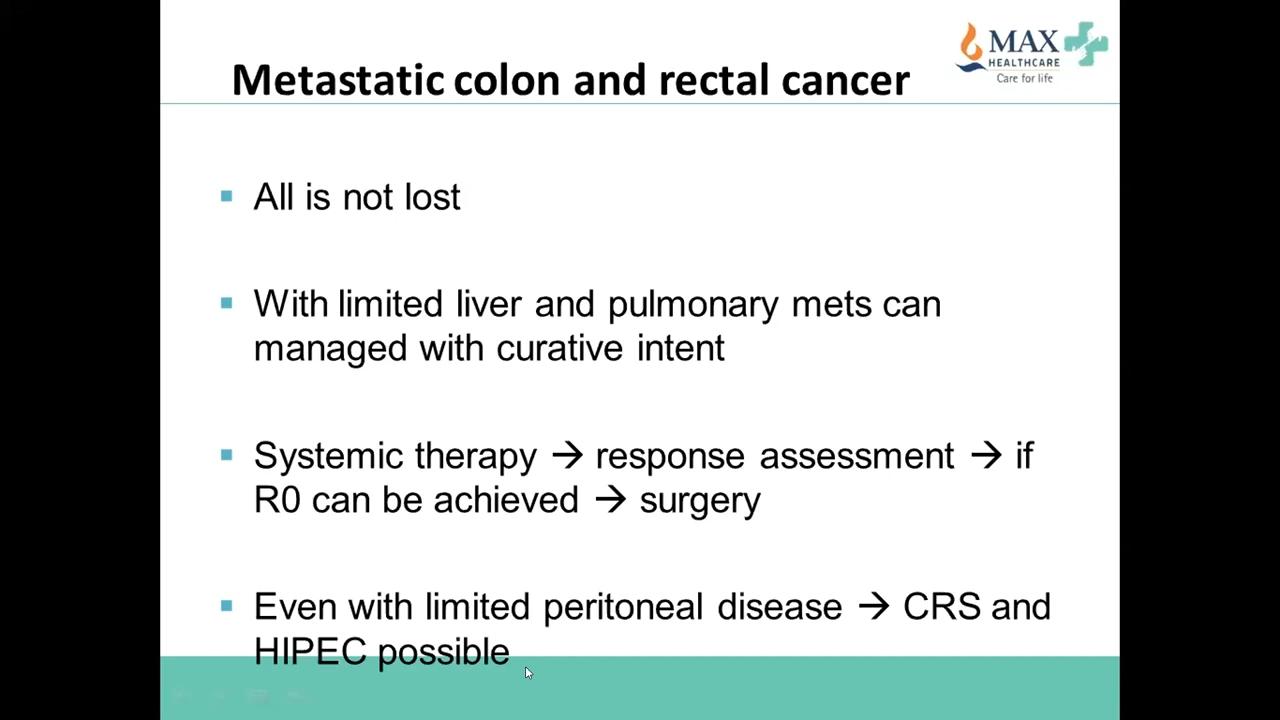 Metastatic colon and rectal cancer
MAX
HEALTHCARE
Care for life
All is not lost
With limited liver and pulmonary mets can
managed with curative intent
Systemic therapy → response assessment → if
R0 can be achieved → surgery
Even with limited peritoneal disease → CRS and
HIPEC possible